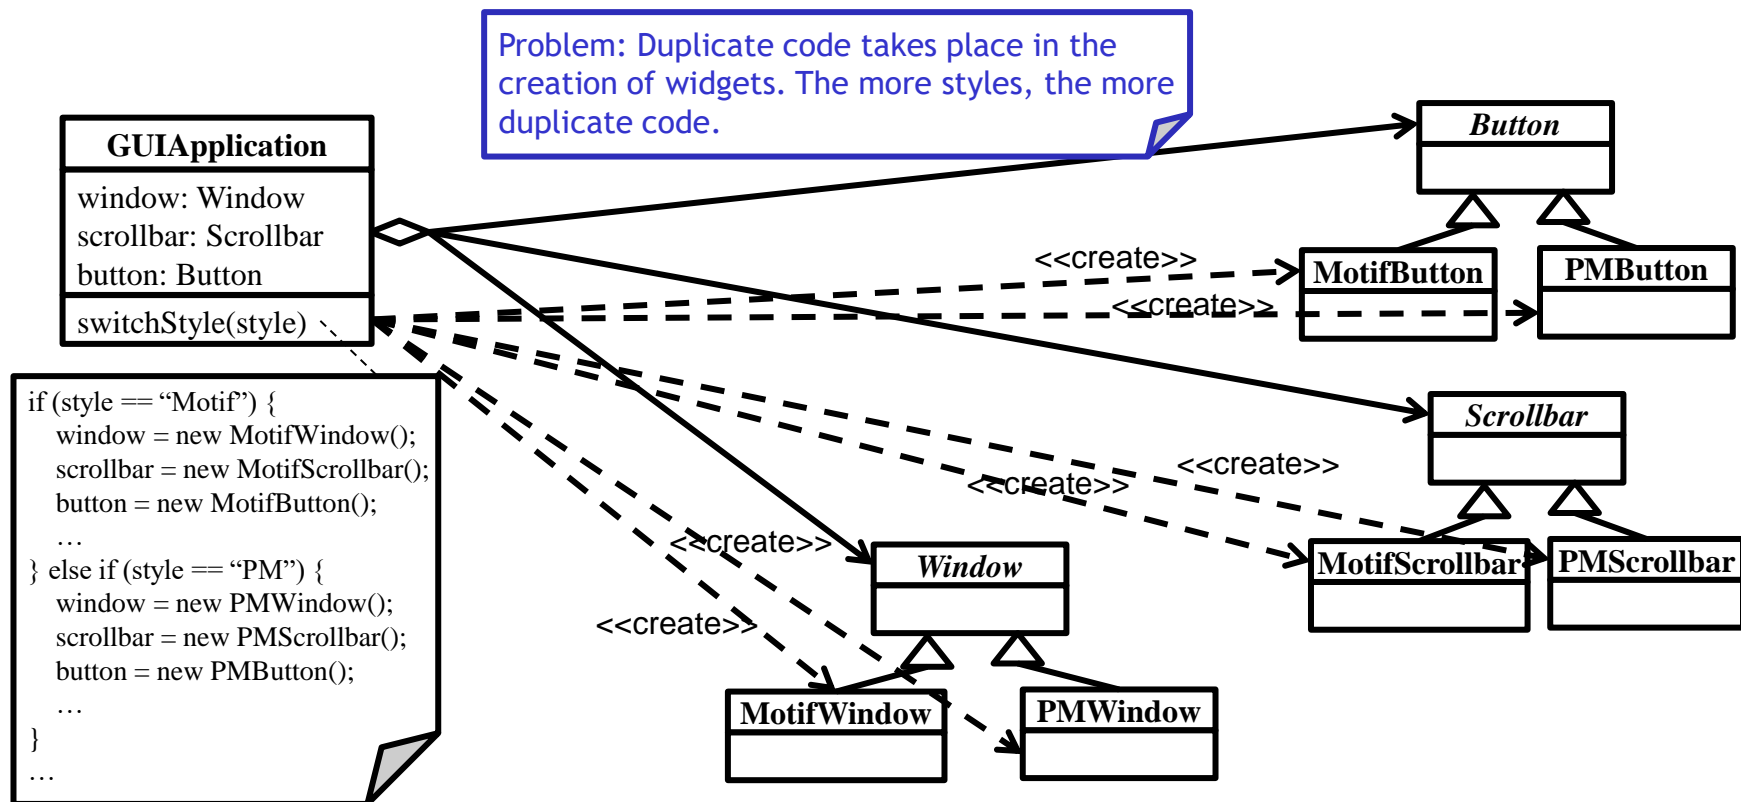 Problem: Duplicate code takes place in the
creation of widgets. The more styles, the more
duplicate code.
GUIApplication
window: Window
scrollbar: Scrollbar
button: Button
switchStyle(style)
if (style == “Motif”) {
window = new MotifWindow();
scrollbar = new MotifScrollbar();
button = new MotifButton();
…
} else if (style == “PM”) {
window = new PMWindow();
scrollbar = new PMScrollbar();
button = new PMButton();
…
}
…
Button
<<create>>
MotifButton
PMButton
<<create>>
Scrollbar
<<create>>
<<create>>
MotifScrollbar
PMScrollbar
<<create>>
Window
<<create>>
MotifWindow
PMWindow